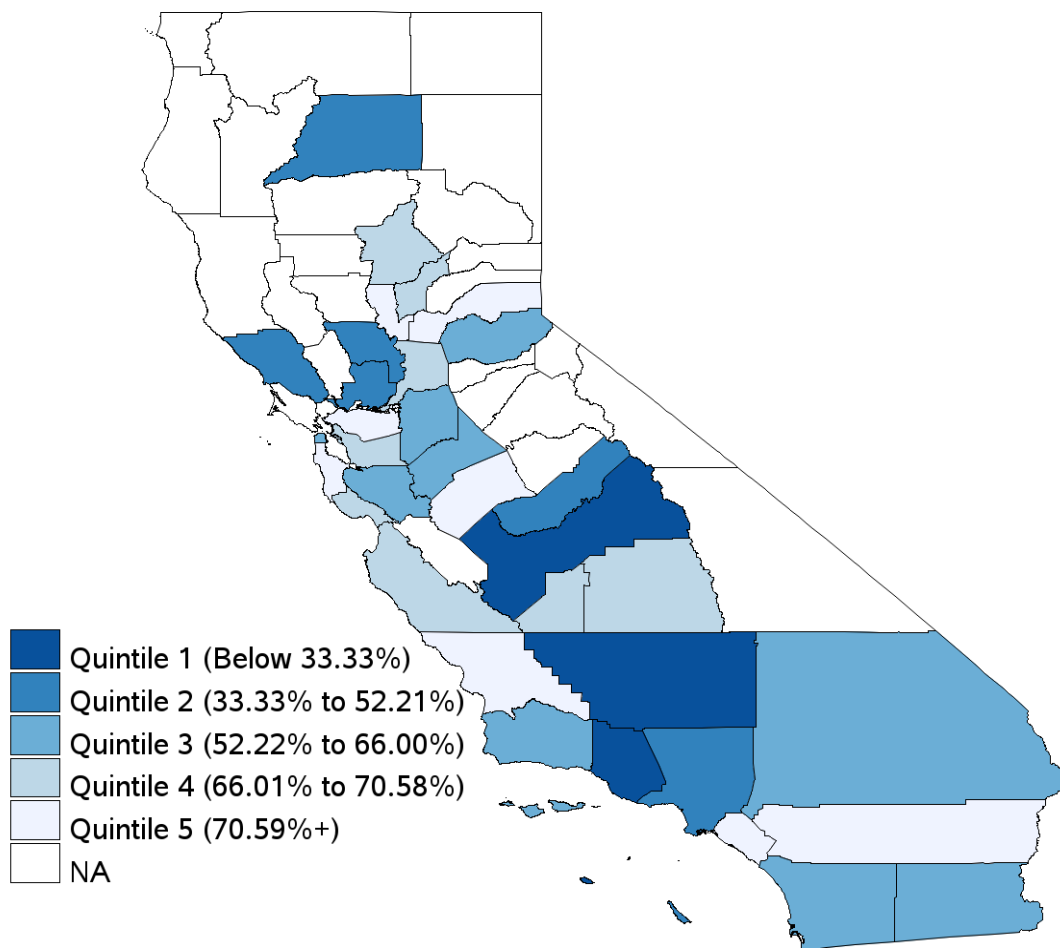 Quintile 1 (Below 33.33%)
Quintile 2 (33.33% to 52.21%)
Quintile 3 (52.22% to 66.00%)
Quintile 4 (66.01% to 70.58%)
Quintile 5 (70.59%+)
NA